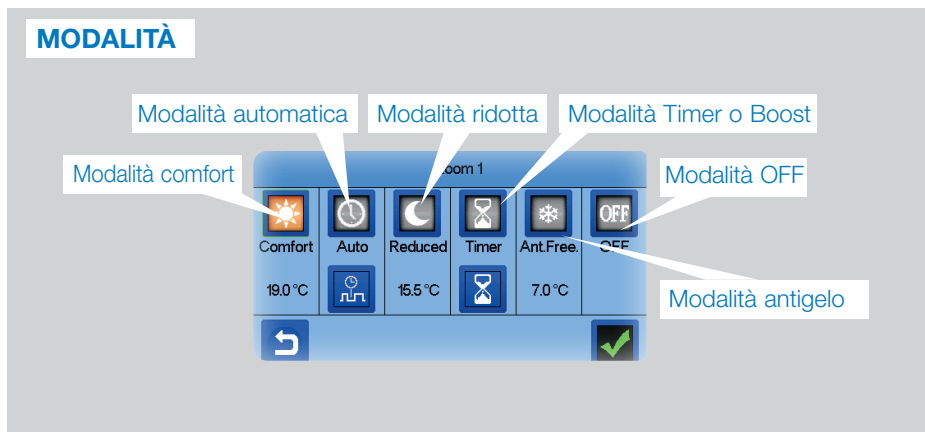 MODALITÀ
Modalità automatica
Modalità ridotta
Modalità Timer o Boost
Modalità comfort
oom 1
Modalità OFF
OFF
Comfort
Auto
Reduced
Timer
Ant.Free.
OFF
19.0 °C
15.5 °C
7.0 °C
Modalità antigelo